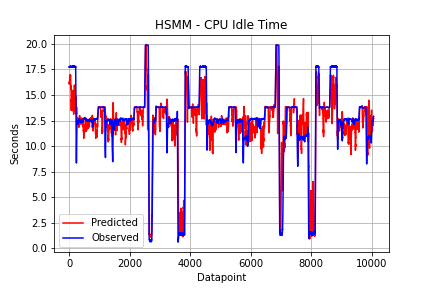 HSMM - CPU Idle Time
20.0
17.5
15.0
12.5
10.0
7.5
5.0
2.5
0.0
Seconds
Predicted
Observed
0 2000 4000 6000 8000 10000
Datapoint